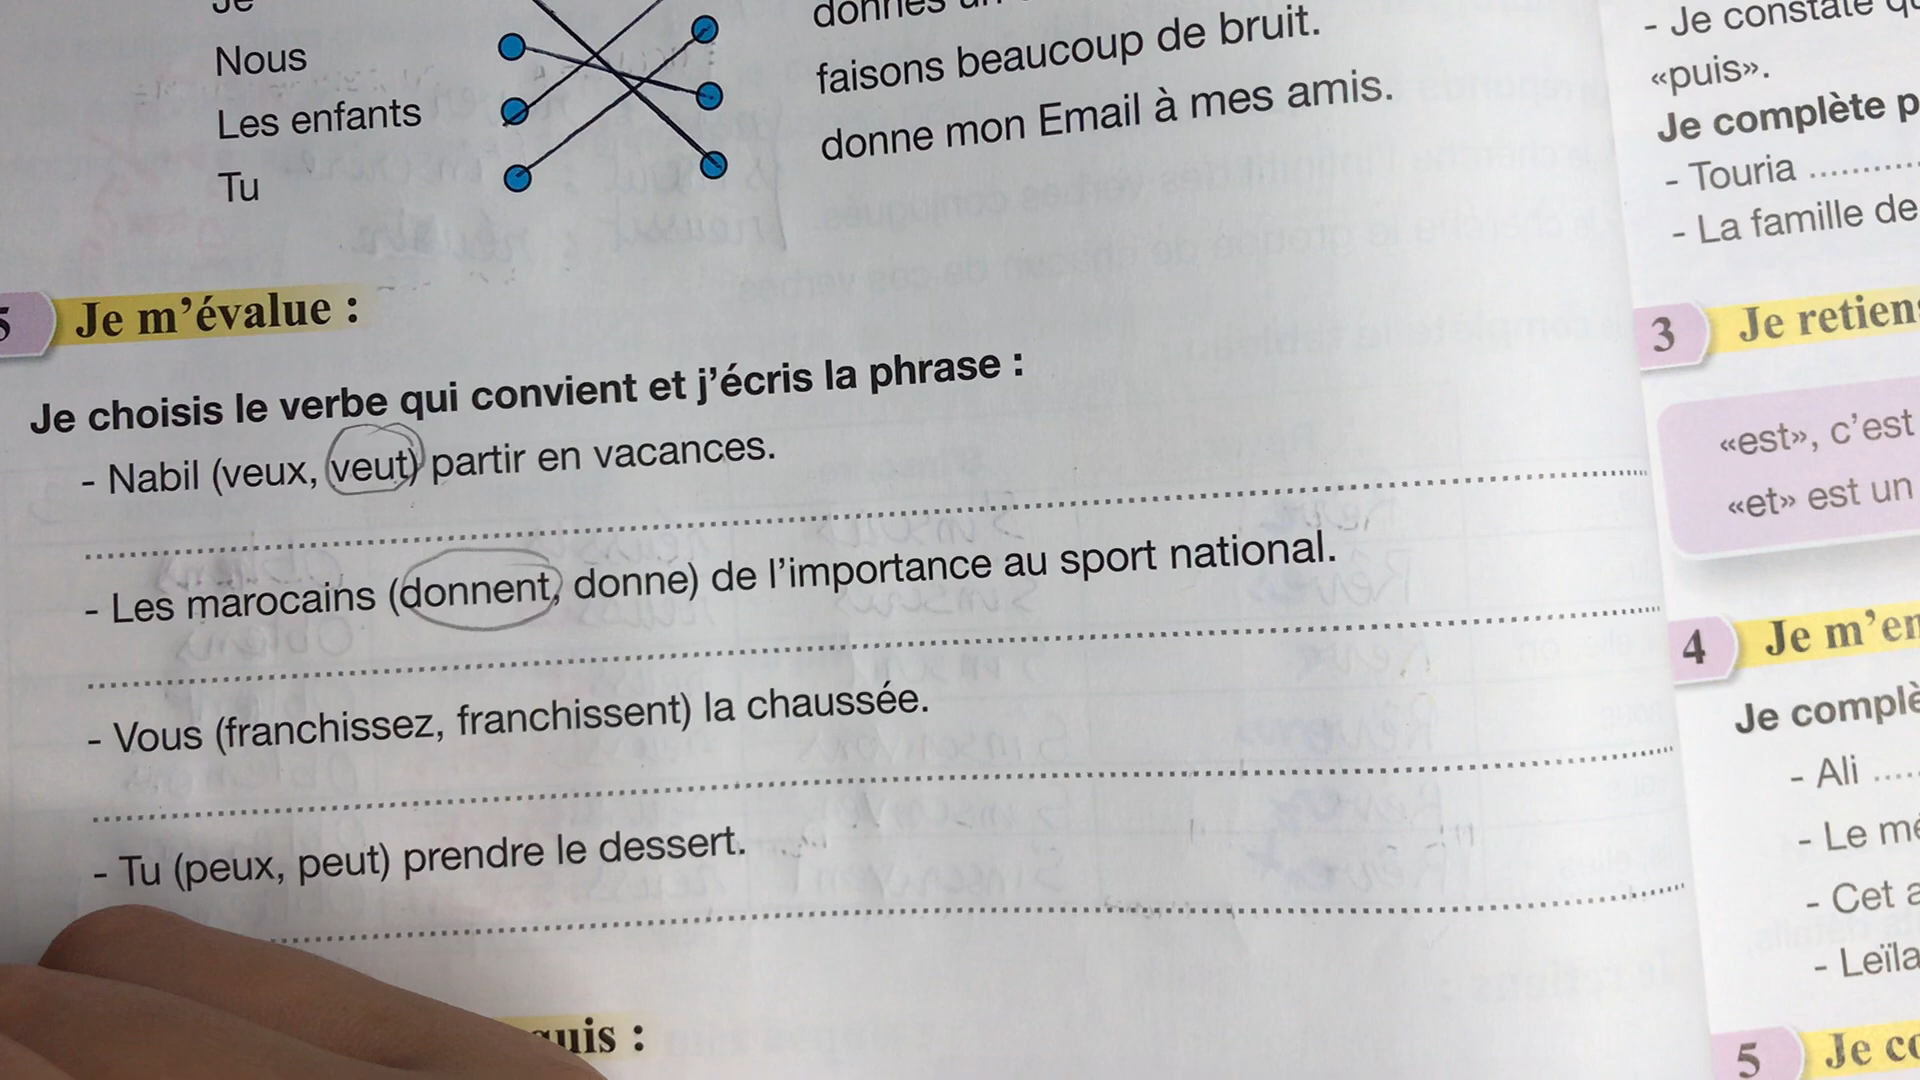 Je
Nous
Les enfants
Tu
donnes
faisons beaucoup de bruit.
donne mon Email à mes amis.
5 Je m'évalue :
Je choisis le verbe qui convient et j'écris la phrase :
- Nabil (veux, veut) partir en vacances.
- Les marocains (donnent, donne) de l'importance au sport national.
- Vous (franchissez, franchissent) la chaussée.
- Tu (peux, peut) prendre le dessert.
- Je constate
«puis».
Je complète
- Touria
- La famille de
3 Je retiens
«est», c'est
«et» est un
4 Je
- Ali
- Le
- Cet
- Leïla
5 Je